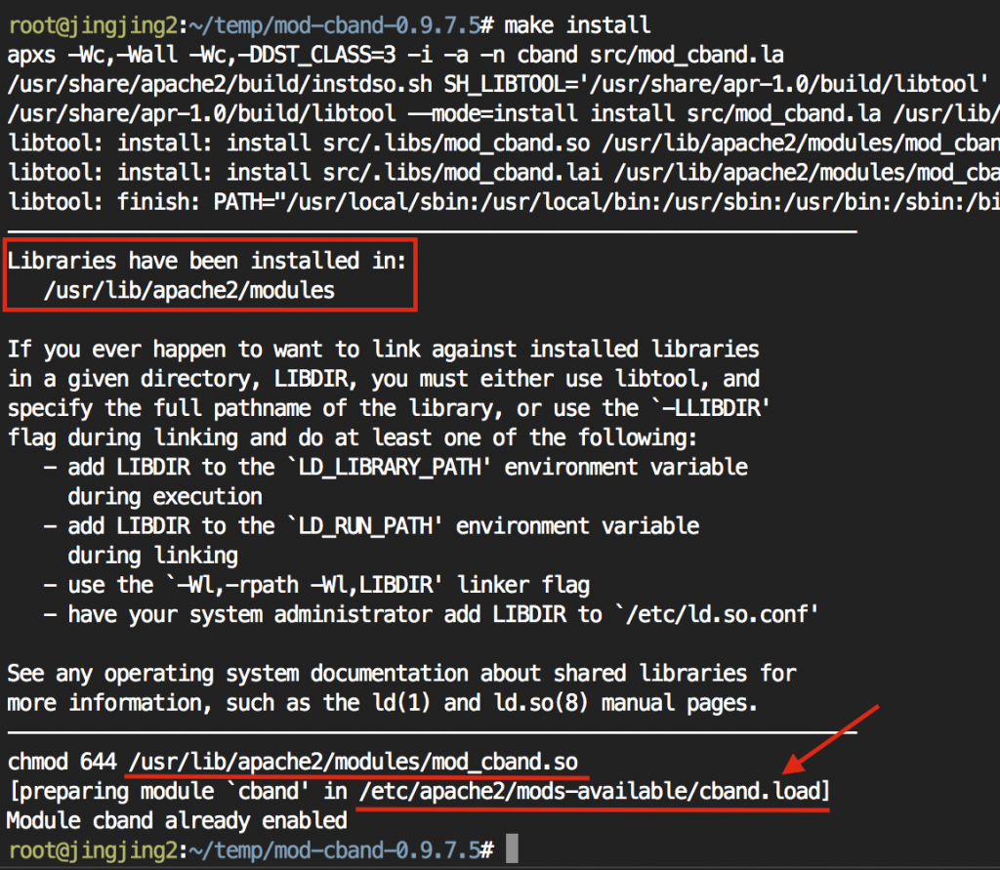 root@jingjing2:~/temp/mod-cband-0.9.7.5# make install
apxs -Wc,-Wall -Wc,-DDST_CLASS=3 -i -a -n cband src/mod_cband.la
/usr/share/apache2/build/instdso.sh SH_LIBTOOL='/usr/share/apr-1.0/build/libtool'
/usr/share/apr-1.0/build/libtool --mode=install install src/mod_cband.la /usr/lib/
libtool: install: install src/.libs/mod_cband.so /usr/lib/apache2/modules/mod_cban
libtool: install: install src/.libs/mod_cband.lai /usr/lib/apache2/modules/mod_cba
libtool: finish: PATH="/usr/local/sbin:/usr/local/bin:/usr/sbin:/usr/bin:/sbin:/bi
Libraries have been installed in:
/usr/lib/apache2/modules
If you ever happen to want to link against installed libraries
in a given directory, LIBDIR, you must either use libtool, and
specify the full pathname of the library, or use the `-LLIBDIR'
flag during linking and do at least one of the following:
- add LIBDIR to the `LD_LIBRARY_PATH' environment variable
during execution
- add LIBDIR to the `LD_RUN_PATH' environment variable
during linking
- use the `-Wl,-rpath -Wl,LIBDIR' linker flag
- have your system administrator add LIBDIR to `/etc/ld.so.conf'
See any operating system documentation about shared libraries for
more information, such as the ld(1) and ld.so(8) manual pages.
chmod 644 /usr/lib/apache2/modules/mod_cband.so
[preparing module `cband' in /etc/apache2/mods-available/cband.load]
Module cband already enabled
root@jingjing2:~/temp/mod-cband-0.9.7.5#